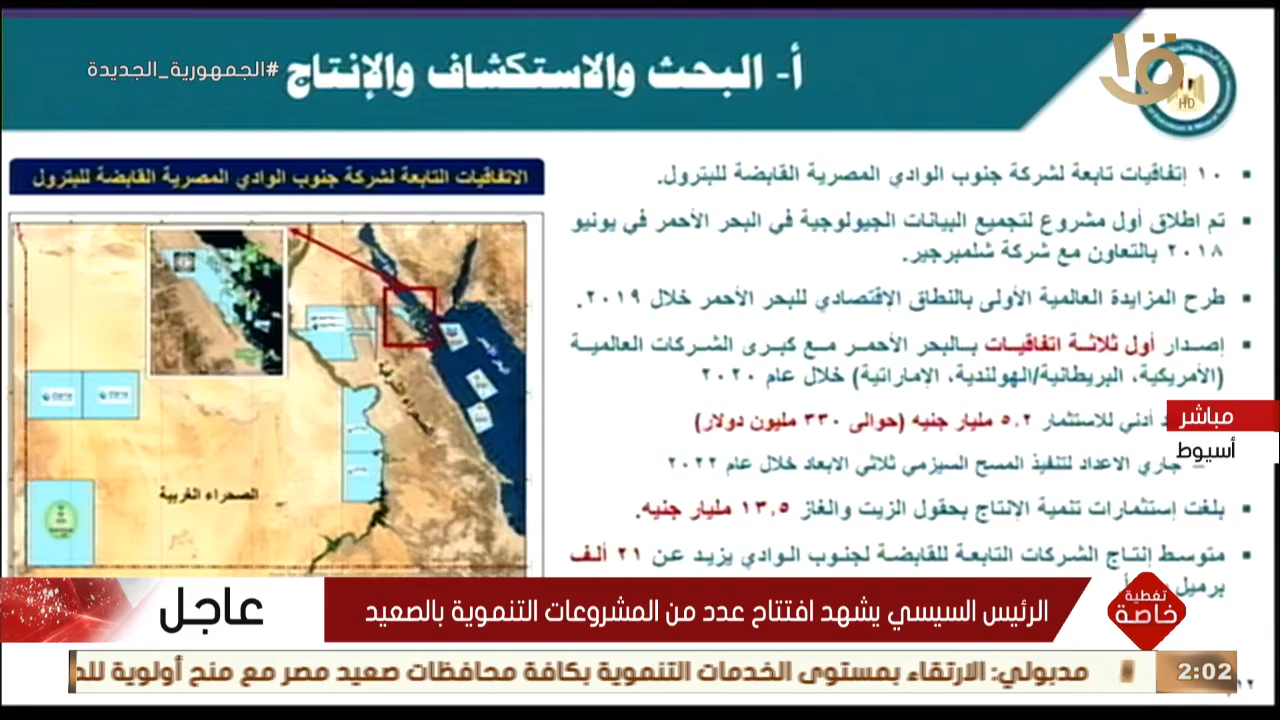 أ- البحث والاستكشاف والإنتاج
#الجمهورية_الجديدة
HD
١٠ إتفاقيات تابعة لشركة جنوب الوادي المصرية القابضة للبترول.
تم اطلاق أول مشروع لتجميع البيانات الجيولوجية في البحر الأحمر في يونيو
٢٠١٨ بالتعاون مع شركة شلمبرجير.
طرح المزايدة العالمية الأولى بالنطاق الإقتصادي للبحر الأحمر خلال ٢٠١٩.
إصدار أول ثلاثة اتفاقيات بالبحر الأحمر مع كبرى الشركات العالمية
(الأمريكية، البريطانية/الهولندية، الإماراتية) خلال عام ٢٠٢٠
أدني للاستثمار ٥,٢ مليار جنيه (حوالى ٣٣٠ مليون دولار)
جاري الاعداد لتنفيذ المسح السيزمي ثلاثي الابعاد خلال عام ٢٠٢٢
بلغت إستثمارات تنمية الإنتاج بحقول الزيت والغاز ١٣,٥ مليار جنيه.
متوسط إنتاج الشركات التابعة للقابضة لجنوب الوادي يزيد عن ٢١ ألف
برميل
الاتفاقيات التابعة لشركة جنوب الوادي المصرية القابضة للبترول
الصحراء الغربية
مباشر
أسيوط
تغطية
خاصة
الرئيس السيسي يشهد افتتاح عدد من المشروعات التنموية بالصعيد
عاجل
2:02
مدبولي: الارتقاء بمستوى الخدمات التنموية بكافة محافظات صعيد مصر مع منح أولوية
١٢